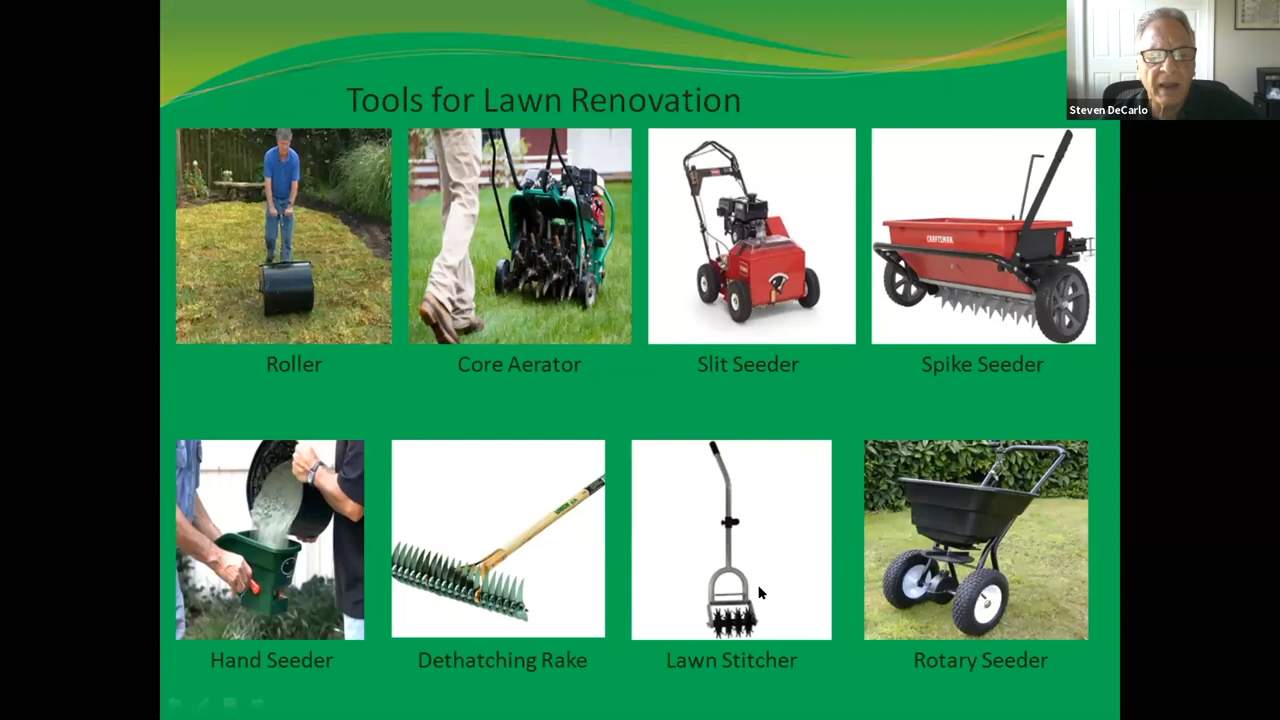 Steven DeCarlo
Tools for Lawn Renovation
CRAFTSMAN
Roller
Core Aerator
Slit Seeder
Spike Seeder
Hand Seeder
Dethatching Rake
Lawn Stitcher
Rotary Seeder